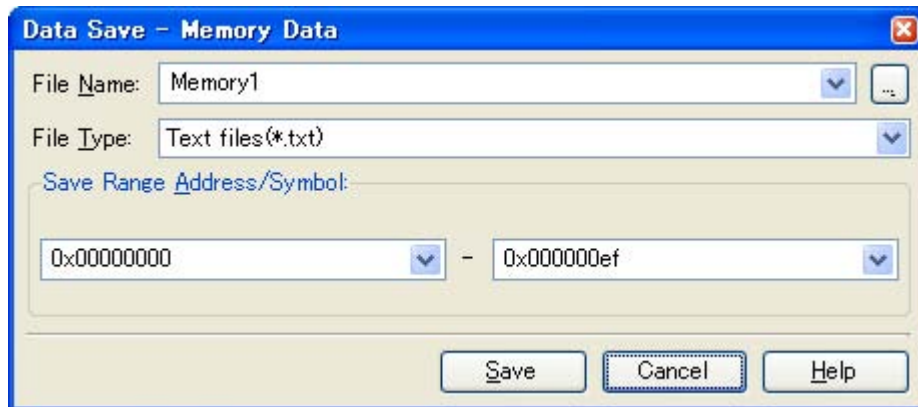 Data Save - Memory Data
File Name: Memory1 ...
File Type: Text files(*.txt)
Save Range Address/Symbol:
0x00000000 - 0x000000ef
Save Cancel Help